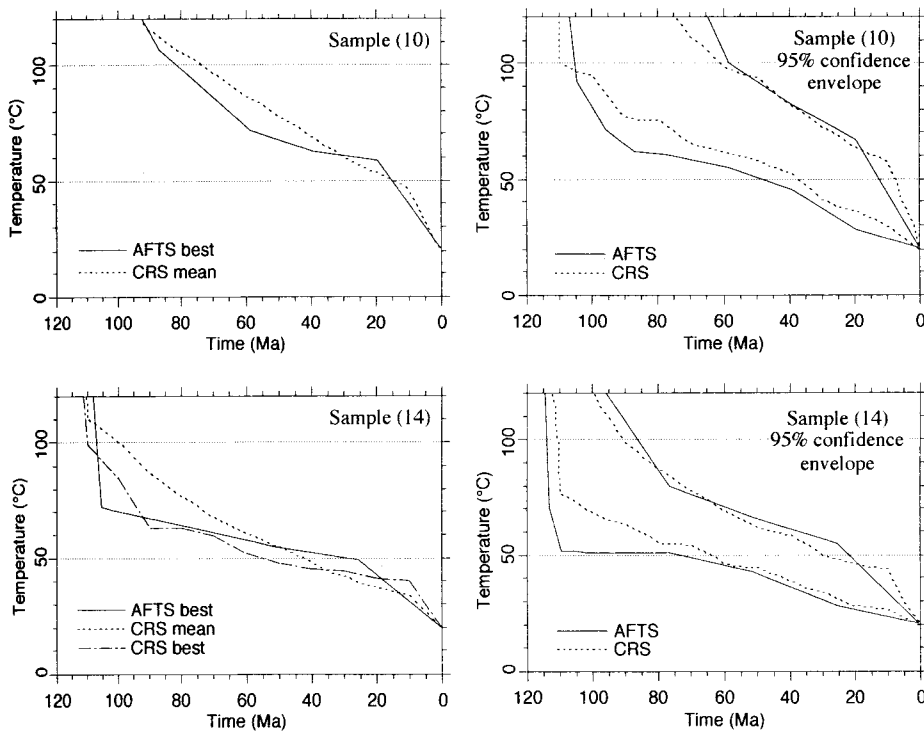 Sample (10)
100
50
0
Temperature (°C)
AFTS best
CRS mean
120 100 80 60 40 20 0
Time (Ma)
Sample (10)
95% confidence
envelope
100
50
0
Temperature (°C)
AFTS
CRS
120 100 80 60 40 20 0
Time (Ma)
Sample (14)
100
50
0
Temperature (°C)
AFTS best
CRS mean
CRS best
120 100 80 60 40 20 0
Time (Ma)
Sample (14)
95% confidence
envelope
100
50
0
Temperature (°C)
AFTS
CRS
120 100 80 60 40 20 0
Time (Ma)